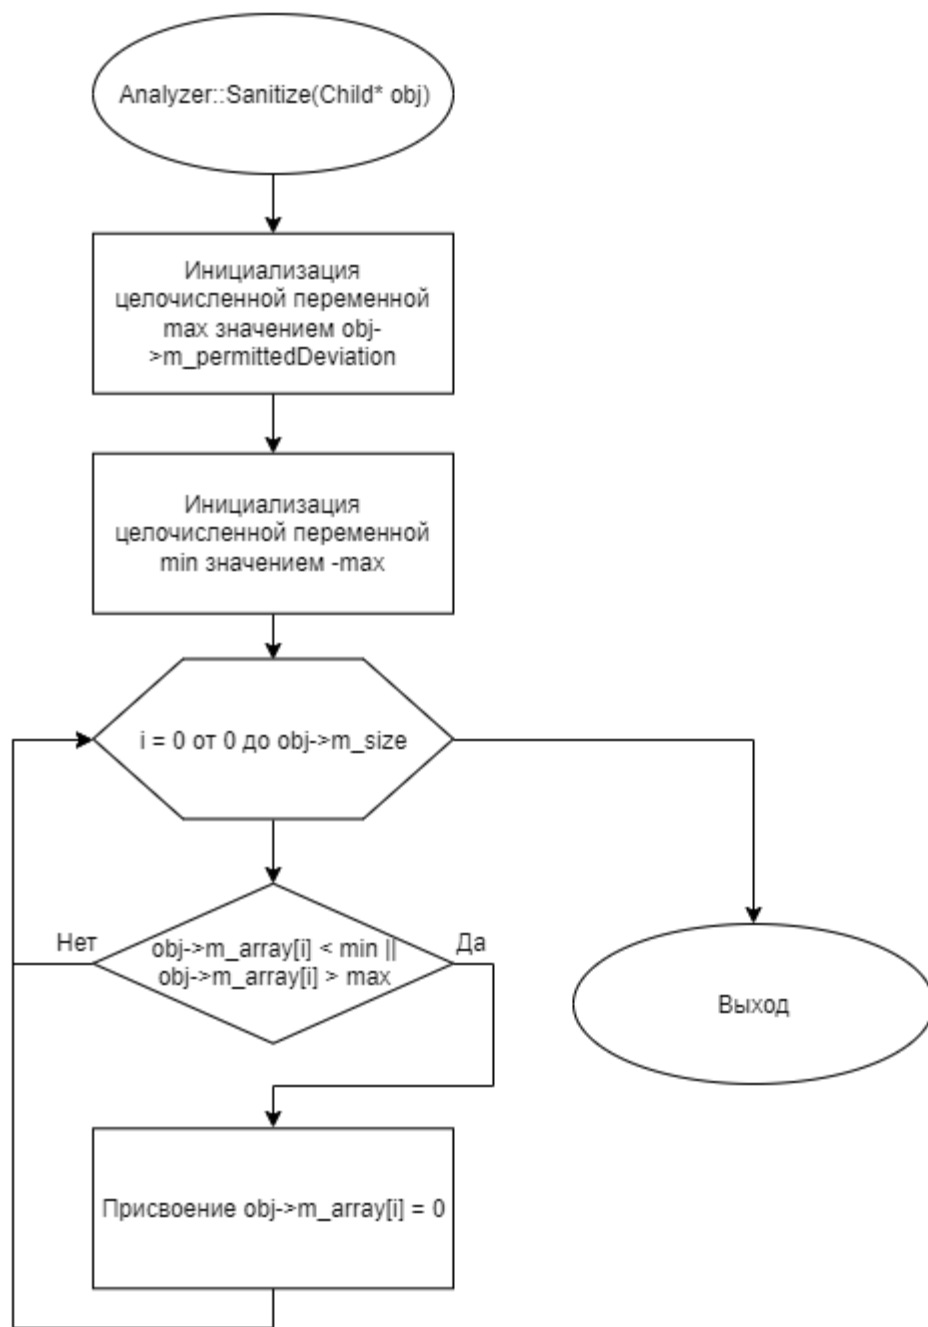 Analyzer::Sanitize(Child* obj)
Инициализация
целочисленной переменной
max значением obj-
>m_permittedDeviation
Инициализация
целочисленной переменной
min значением -max
i = 0 от 0 до obj->m_size
Нет
obj->m_array[i] < min ||
obj->m_array[i] > max
Да
Выход
Присвоение obj->m_array[i] = 0